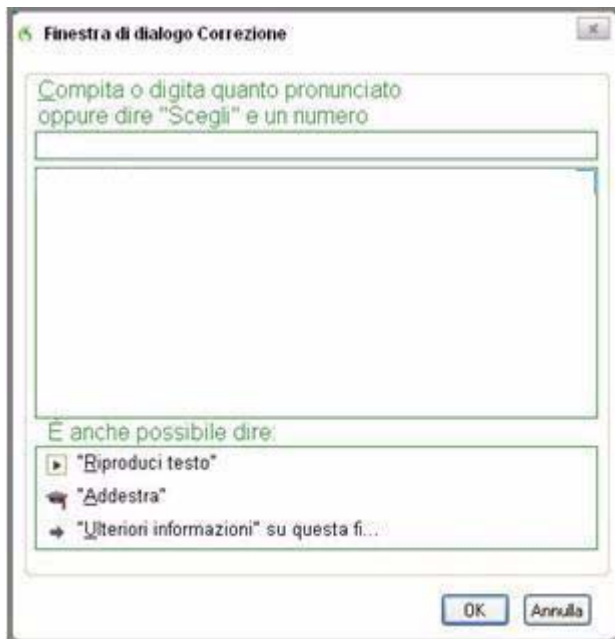 Finestra di dialogo Correzione
Compita o digita quanto pronunciato
oppure dire "Scegli" e un numero
È anche possibile dire:
"Riproduci testo"
"Addestra"
"Ulteriori informazioni" su questa fi...
OK Annulla